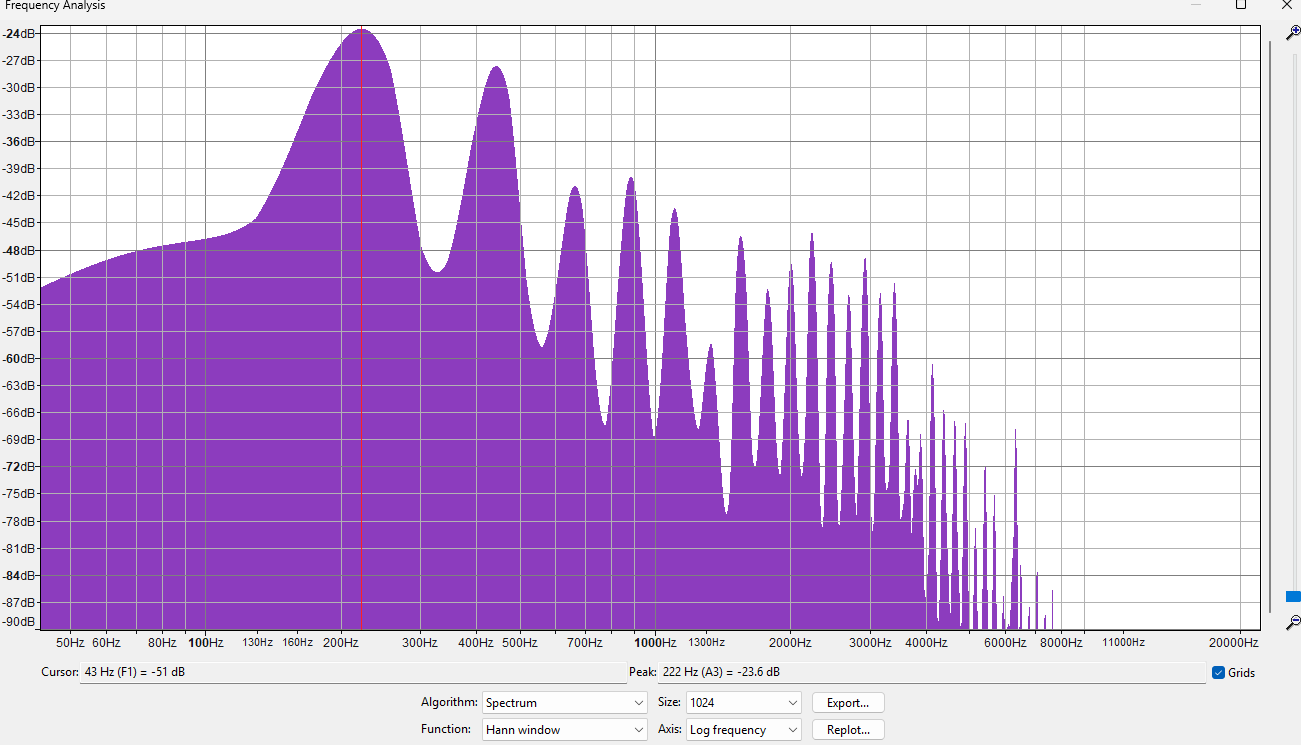 Frequency Analysis
-24dB
-27dB
-30dB
-33dB
-36dB
-39dB
-42dB
-45dB
-48dB
-51dB
-54dB
-57dB
-60dB
-63dB
-66dB
-69dB
-72dB
-75dB
-78dB
-81dB
-84dB
-87dB
-90dB
50Hz 60Hz 80Hz 100Hz 130Hz 160Hz 200Hz 300Hz 400Hz 500Hz 700Hz 1000Hz 1300Hz 2000Hz 3000Hz 4000Hz 6000Hz 8000Hz 11000Hz 20000Hz
Cursor: 43 Hz (F1) = -51 dB Peak: 222 Hz (A3) = -23.6 dB Grids
Algorithm: Spectrum Size: 1024 Export...
Function: Hann window Axis: Log frequency Replot...